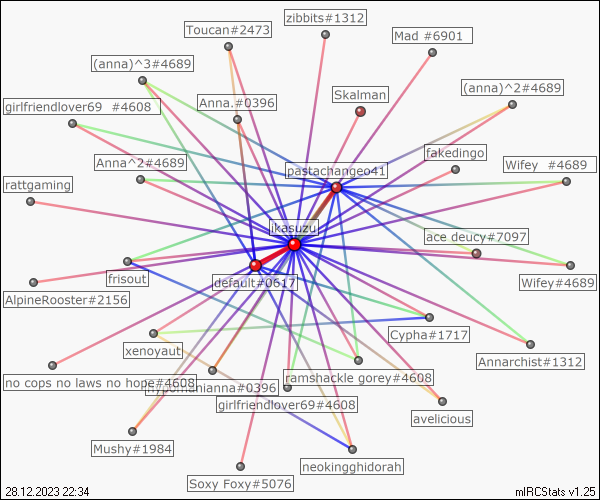 zibbits#1312
Toucan#2473
Mad #6901
(anna)^3#4689
(anna)^2#4689
Skalman
girlfriendlover69 #4608
Anna.#0396
fakedingo
Anna^2#4689
pastachangeo41
Wifey #4689
rattgaming
ikasuzu
ace deucy#7097
frisout
default#0617
Wifey#4689
AlpineRooster#2156
Cypha#1717
xenoyaut
Annarchist#1312
no cops no laws no hope#4608
ramshackle gorey#4608
girlfriendlover69#4608
avelicious
Mushy#1984
neokingghidorah
Soxy Foxy#5076
28.12.2023 22:34
mIRCStats v1.25